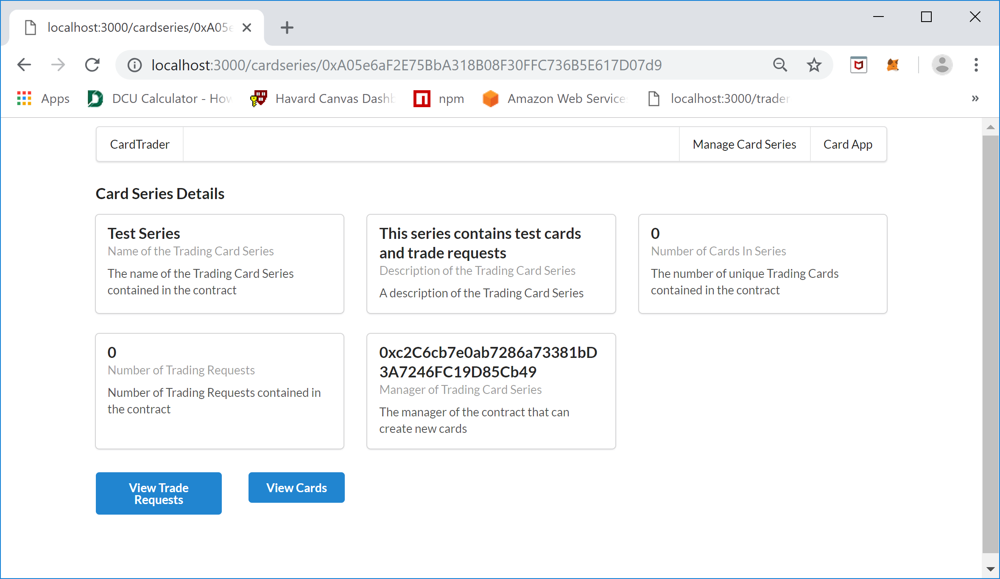 localhost:3000/cardseries/0xA05e
localhost:3000/cardseries/0xA05e6aF2E75BbA318B08F30FFC736B5E617D07d9
Apps DCU Calculator - How Havard Canvas Dashb npm Amazon Web Services localhost:3000/trader »
CardTrader Manage Card Series Card App
Card Series Details
Test Series
Name of the Trading Card Series
The name of the Trading Card Series
contained in the contract
This series contains test cards
and trade requests
Description of the Trading Card Series
A description of the Trading Card Series
0
Number of Cards In Series
The number of unique Trading Cards
contained in the contract
0
Number of Trading Requests
Number of Trading Requests contained in
the contract
0xc2C6cb7e0ab7286a73381bD
3A7246FC19D85Cb49
Manager of Trading Card Series
The manager of the contract that can
create new cards
View Trade
Requests
View Cards